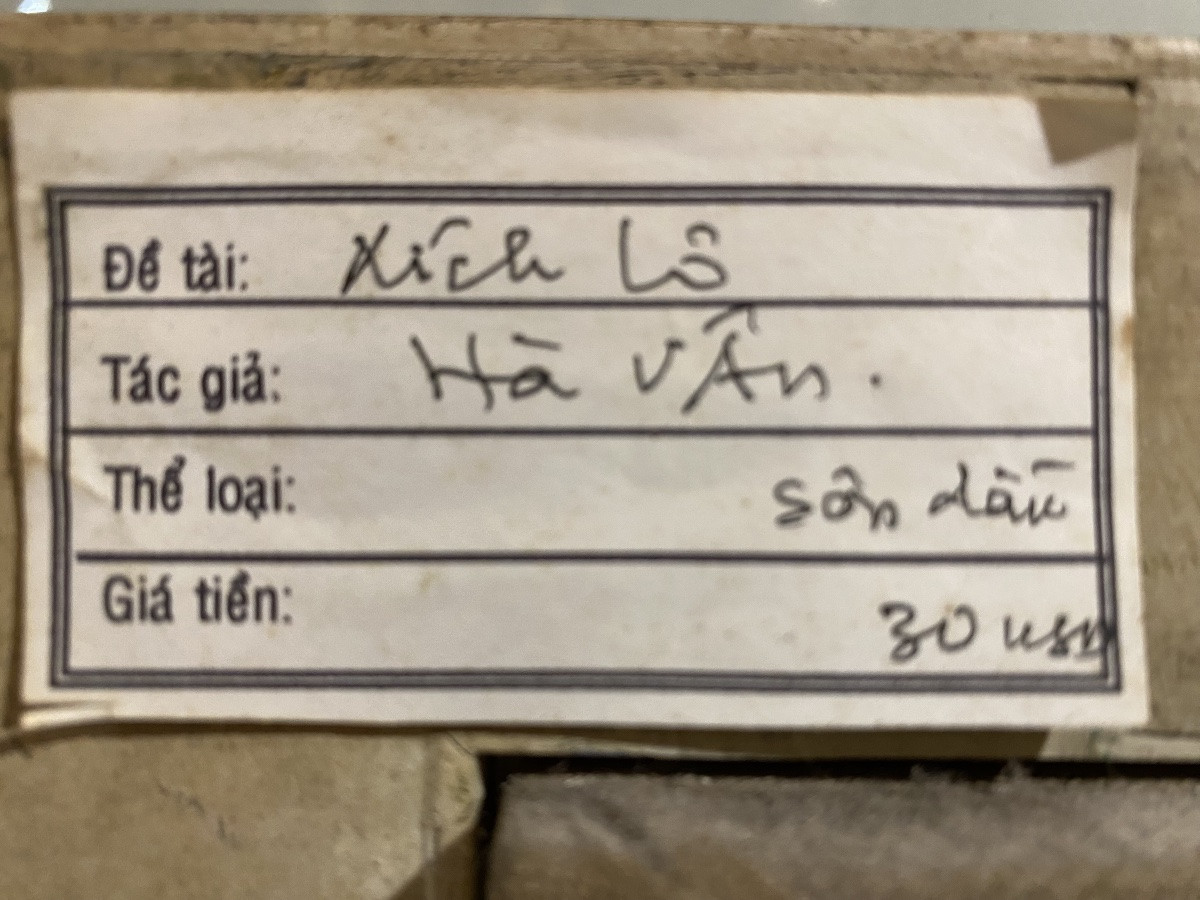 Đề tài: Xích Lô
Tác giả: Hà Vân.
Thể loại: sơn dầu
Giá tiền: 30 usd